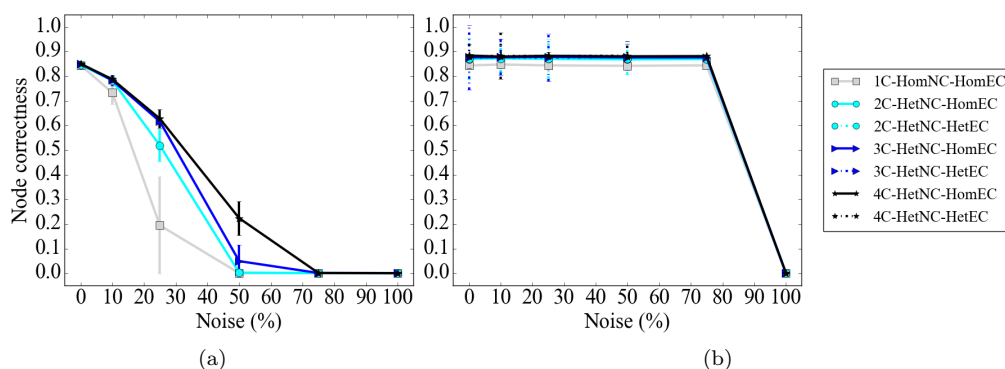 1.0
0.9
0.8
0.7
0.6
0.5
0.4
0.3
0.2
0.1
0.0
Node correctness
0 10 20 30 40 50 60 70 80 90 100
Noise (%)
(a)
1.0
0.9
0.8
0.7
0.6
0.5
0.4
0.3
0.2
0.1
0.0
0 10 20 30 40 50 60 70 80 90 100
Noise (%)
(b)
1C-HomNC-HomEC
2C-HetNC-HomEC
2C-HetNC-HetEC
3C-HetNC-HomEC
3C-HetNC-HetEC
4C-HetNC-HomEC
4C-HetNC-HetEC